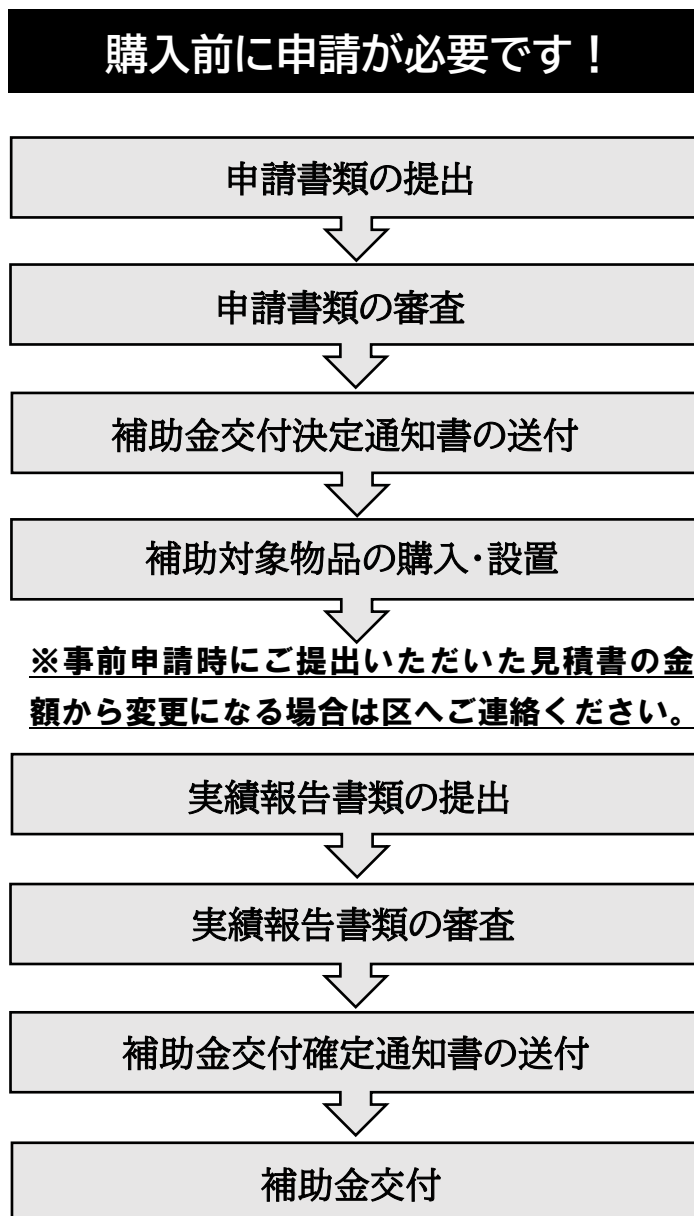 購入前に申請が必要です！
申請書類の提出
申請書類の審査
補助金交付決定通知書の送付
補助対象物品の購入・設置
※事前申請時にご提出いただいた見積書の金
額から変更になる場合は区へご連絡ください。
実績報告書類の提出
実績報告書類の審査
補助金交付確定通知書の送付
補助金交付